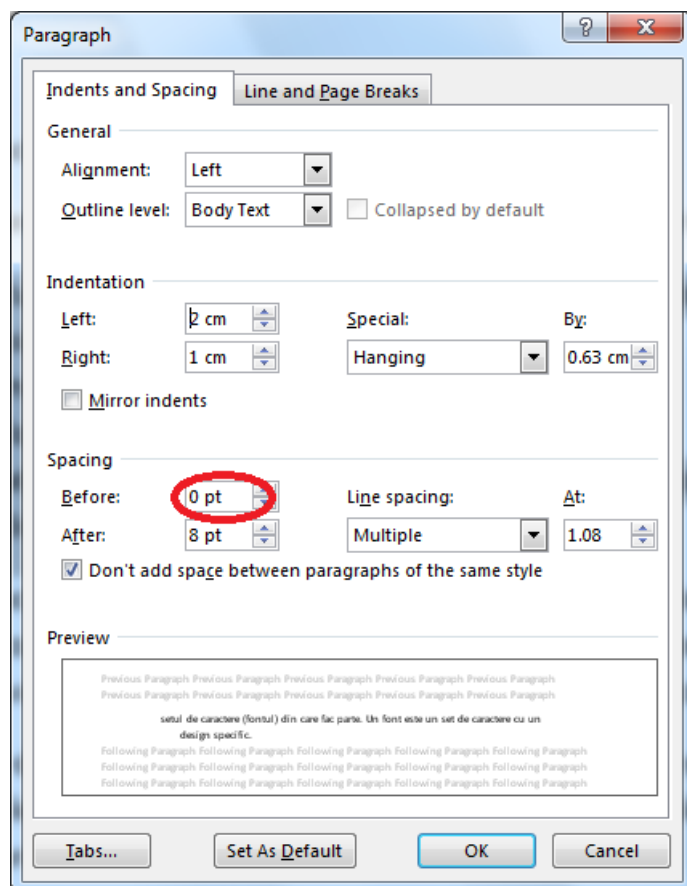 Paragraph
Indents and Spacing Line and Page Breaks
General
Alignment: Left
Outline level: Body Text Collapsed by default
Indentation
Left: 2 cm Special: By:
Right: 1 cm Hanging 0.63 cm
Mirror indents
Spacing
Before: 0 pt Line spacing: At:
After: 8 pt Multiple 1.08
Don't add space between paragraphs of the same style
Preview
Previous Paragraph Previous Paragraph Previous Paragraph Previous Paragraph Previous Paragraph
Previous Paragraph Previous Paragraph Previous Paragraph Previous Paragraph Previous Paragraph
setul de caractere (fontul) din care fac parte. Un font este un set de caractere cu un
design specific.
Following Paragraph Following Paragraph Following Paragraph Following Paragraph Following Paragraph
Following Paragraph Following Paragraph Following Paragraph Following Paragraph Following Paragraph
Following Paragraph Following Paragraph Following Paragraph Following Paragraph Following Paragraph
Tabs... Set As Default OK Cancel